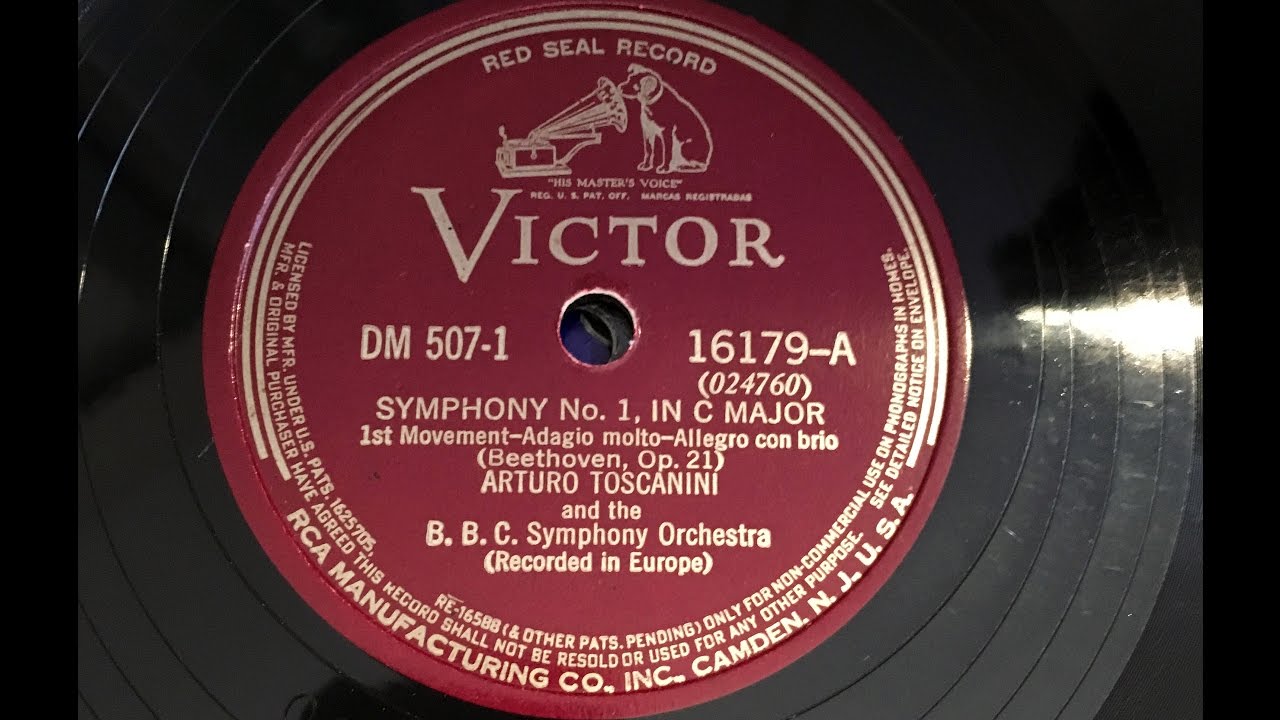 RED SEAL RECORD
"HIS MASTER'S VOICE"
REG. U. S. PAT. OFF. MARCAS REGISTRADAS
VICTOR
DM 507-1
16179-A
(024760)
SYMPHONY No. 1, IN C MAJOR
1st Movement-Adagio molto-Allegro con brio
(Beethoven, Op. 21)
ARTURO TOSCANINI
and the
B. B. C. Symphony Orchestra
(Recorded in Europe)
LICENSED BY MFR. UNDER U.S. PATS. 1625705, RE-16588 (& OTHER PATS. PENDING) ONLY FOR NON-COMMERCIAL USE ON PHONOGRAPHS IN HOMES.
MFR. & ORIGINAL PURCHASER HAVE AGREED THIS RECORD SHALL NOT BE RESOLD OR USED FOR ANY OTHER PURPOSE. SEE DETAILED NOTICE ON ENVELOPE.
RCA MANUFACTURING CO., INC., CAMDEN, N. J., U. S. A.